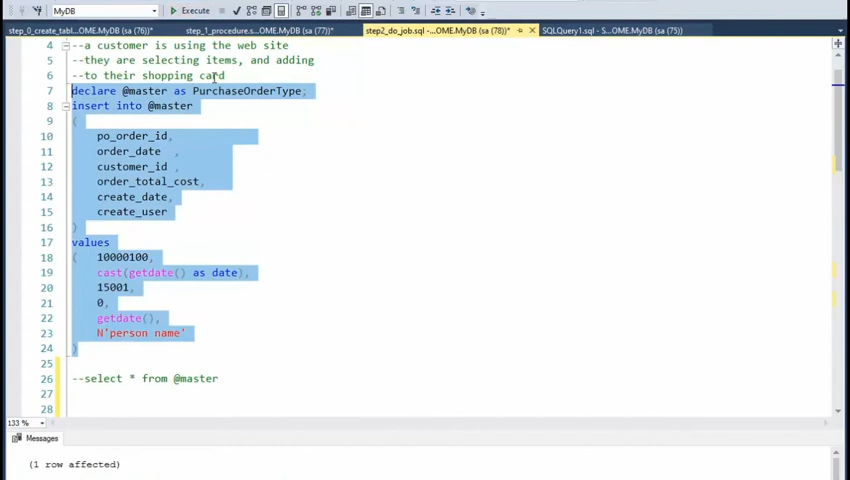 MyDB
Execute
step_0_create_tabl...OME.MyDB (sa (76))*
step_1_procedure.s...OME.MyDB (sa (77))*
step2_do_job.sql -...OME.MyDB (sa (78))*
SQLQuery1.sql - S...OME.MyDB (sa (75))
4 --a customer is using the web site
5 --they are selecting items, and adding
6 --to their shopping card
7 declare @master as PurchaseOrderType;
8 insert into @master
9 (
10 po_order_id,
11 order_date ,
12 customer_id ,
13 order_total_cost,
14 create_date,
15 create_user
16 )
17 values
18 ( 10000100,
19 cast(getdate() as date),
20 15001,
21 0,
22 getdate(),
23 N'person name'
24 )
25
26 --select * from @master
27
28
133 %
Messages
(1 row affected)